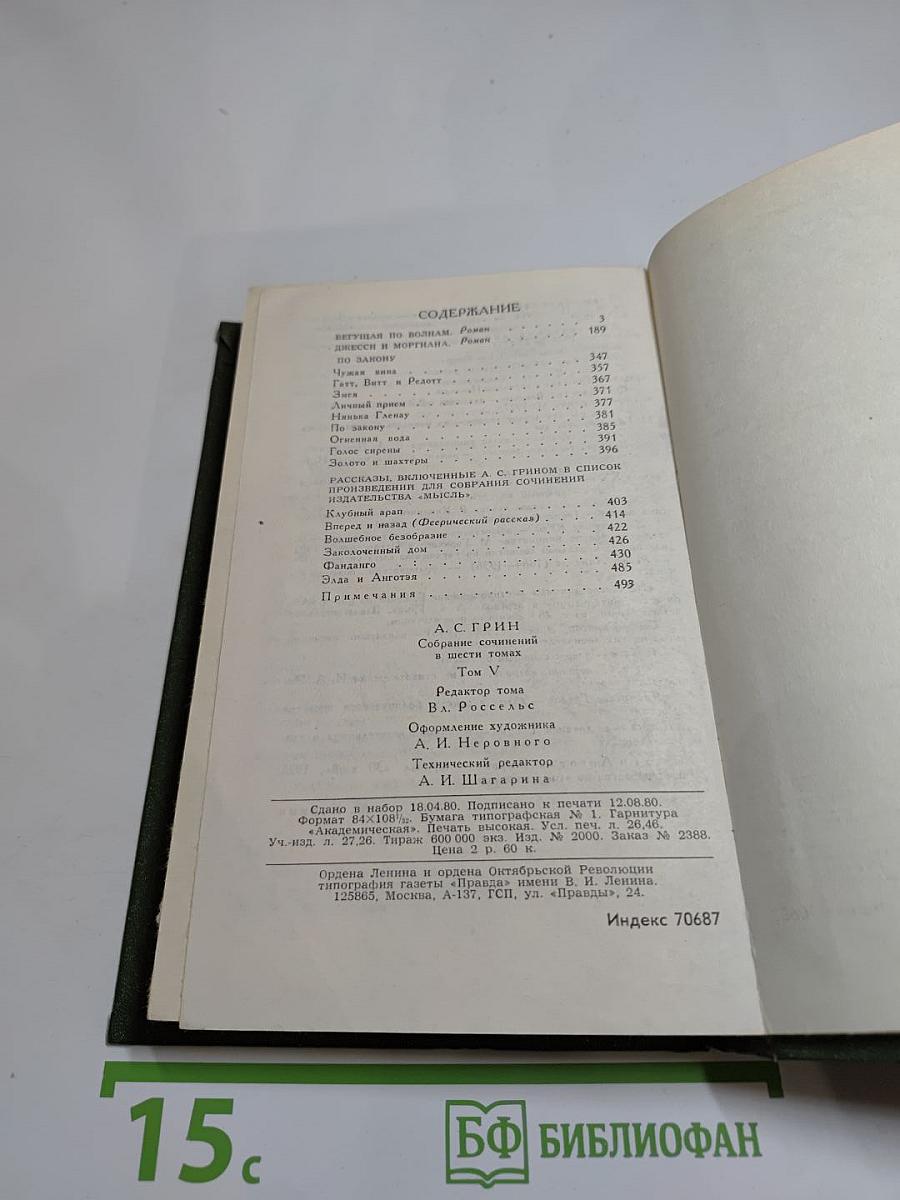 СОДЕРЖАНИЕ
БЕГУЩАЯ ПО ВОЛНАМ. Роман . . . . . . 3
ДЖЕССИ И МОРГИАНА. Роман . . . . . . 189
ПО ЗАКОНУ
Чужая вина . . . . . . . . . . . 347
Гатт, Витт и Редотт . . . . . . . . 357
Змея . . . . . . . . . . . . . 367
Личный прием . . . . . . . . . . 371
Нянька Гленау . . . . . . . . . . 377
По закону . . . . . . . . . . . 381
Огненная вода . . . . . . . . . . 385
Голос сирены . . . . . . . . . . 391
Золото и шахтеры . . . . . . . . . 396
РАССКАЗЫ, ВКЛЮЧЕННЫЕ А. С. ГРИНОМ В СПИСОК
ПРОИЗВЕДЕНИЙ ДЛЯ СОБРАНИЯ СОЧИНЕНИЙ
ИЗДАТЕЛЬСТВА «МЫСЛЬ»
Клубный арап . . . . . . . . . . 403
Вперед и назад (Феерический рассказ) . . . . 414
Волшебное безобразие . . . . . . . . 422
Заколоченный дом . . . . . . . . . 426
Фанданго . . . . . . . . . . . 430
Элда и Анготэя . . . . . . . . . . 485
Примечания . . . . . . . . . . . 493
А. С. ГРИН
Собрание сочинений
в шести томах
Том V
Редактор тома
Вл. Россельс
Оформление художника
А. И. Неровного
Технический редактор
А. И. Шагарина
Сдано в набор 18.04.80. Подписано к печати 12.08.80.
Формат 84×108 1/32. Бумага типографская № 1. Гарнитура
«Академическая». Печать высокая. Усл. печ. л. 26,46.
Уч.-изд. л. 27,26. Тираж 600 000 экз. Изд. № 2000. Заказ № 2388.
Цена 2 р. 60 к.
Ордена Ленина и ордена Октябрьской Революции
типография газеты «Правда» имени В. И. Ленина.
125865, Москва, А-137, ГСП, ул. «Правды», 24.
Индекс 70687
15 с
БФ БИБЛИОФАН